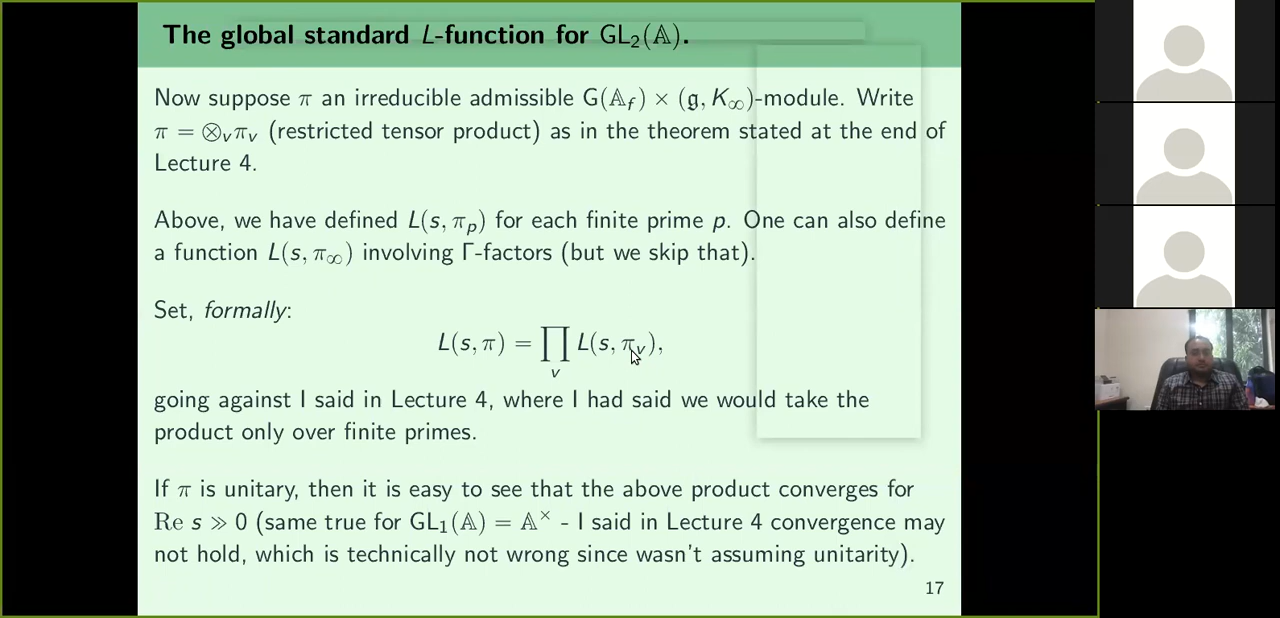 The global standard L-function for GL₂(𝔸).
Now suppose π an irreducible admissible G(𝔸_f) × (𝔤, K_∞)-module. Write
π = ⊗_vπ_v (restricted tensor product) as in the theorem stated at the end of
Lecture 4.
Above, we have defined L(s, π_p) for each finite prime p. One can also define
a function L(s, π_∞) involving Γ-factors (but we skip that).
Set, formally:
L(s, π) = ∏_v L(s, π_v),
going against I said in Lecture 4, where I had said we would take the
product only over finite primes.
If π is unitary, then it is easy to see that the above product converges for
Re s ≫ 0 (same true for GL₁(𝔸) = 𝔸^× - I said in Lecture 4 convergence may
not hold, which is technically not wrong since wasn't assuming unitarity).
17